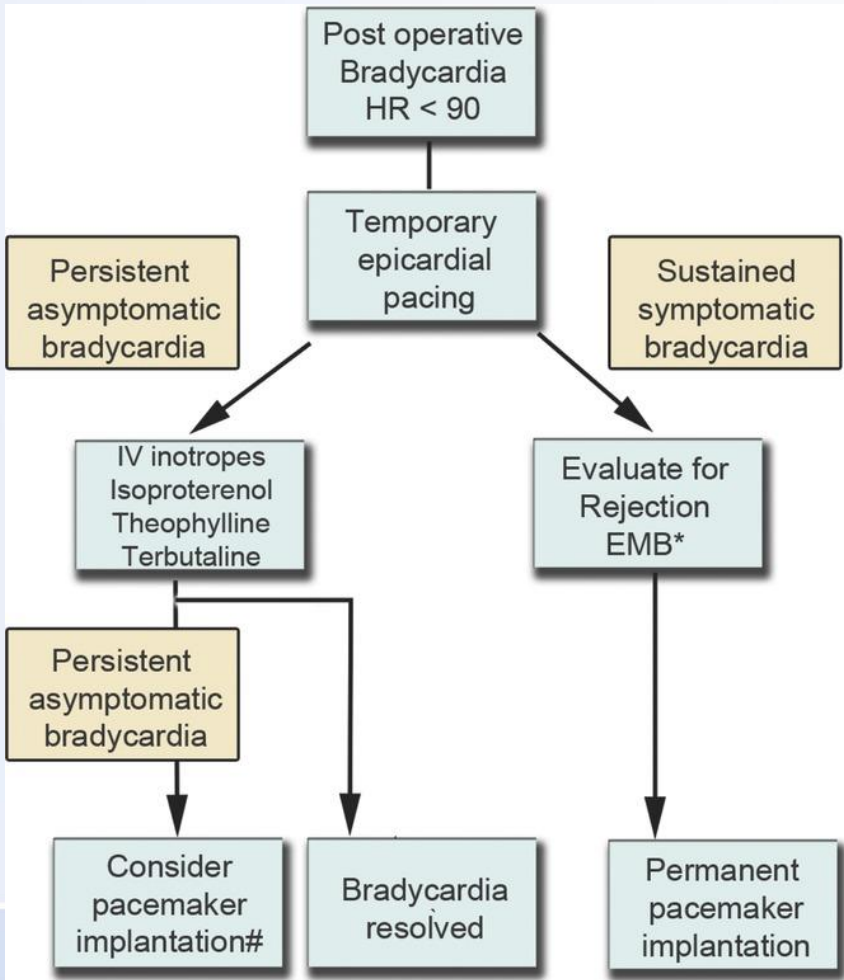 Post operative
Bradycardia
HR < 90
Temporary
epicardial
pacing
Persistent
asymptomatic
bradycardia
Sustained
symptomatic
bradycardia
IV inotropes
Isoproterenol
Theophylline
Terbutaline
Evaluate for
Rejection
EMB*
Persistent
asymptomatic
bradycardia
Consider
pacemaker
implantation#
Bradycardia
resolved
Permanent
pacemaker
implantation